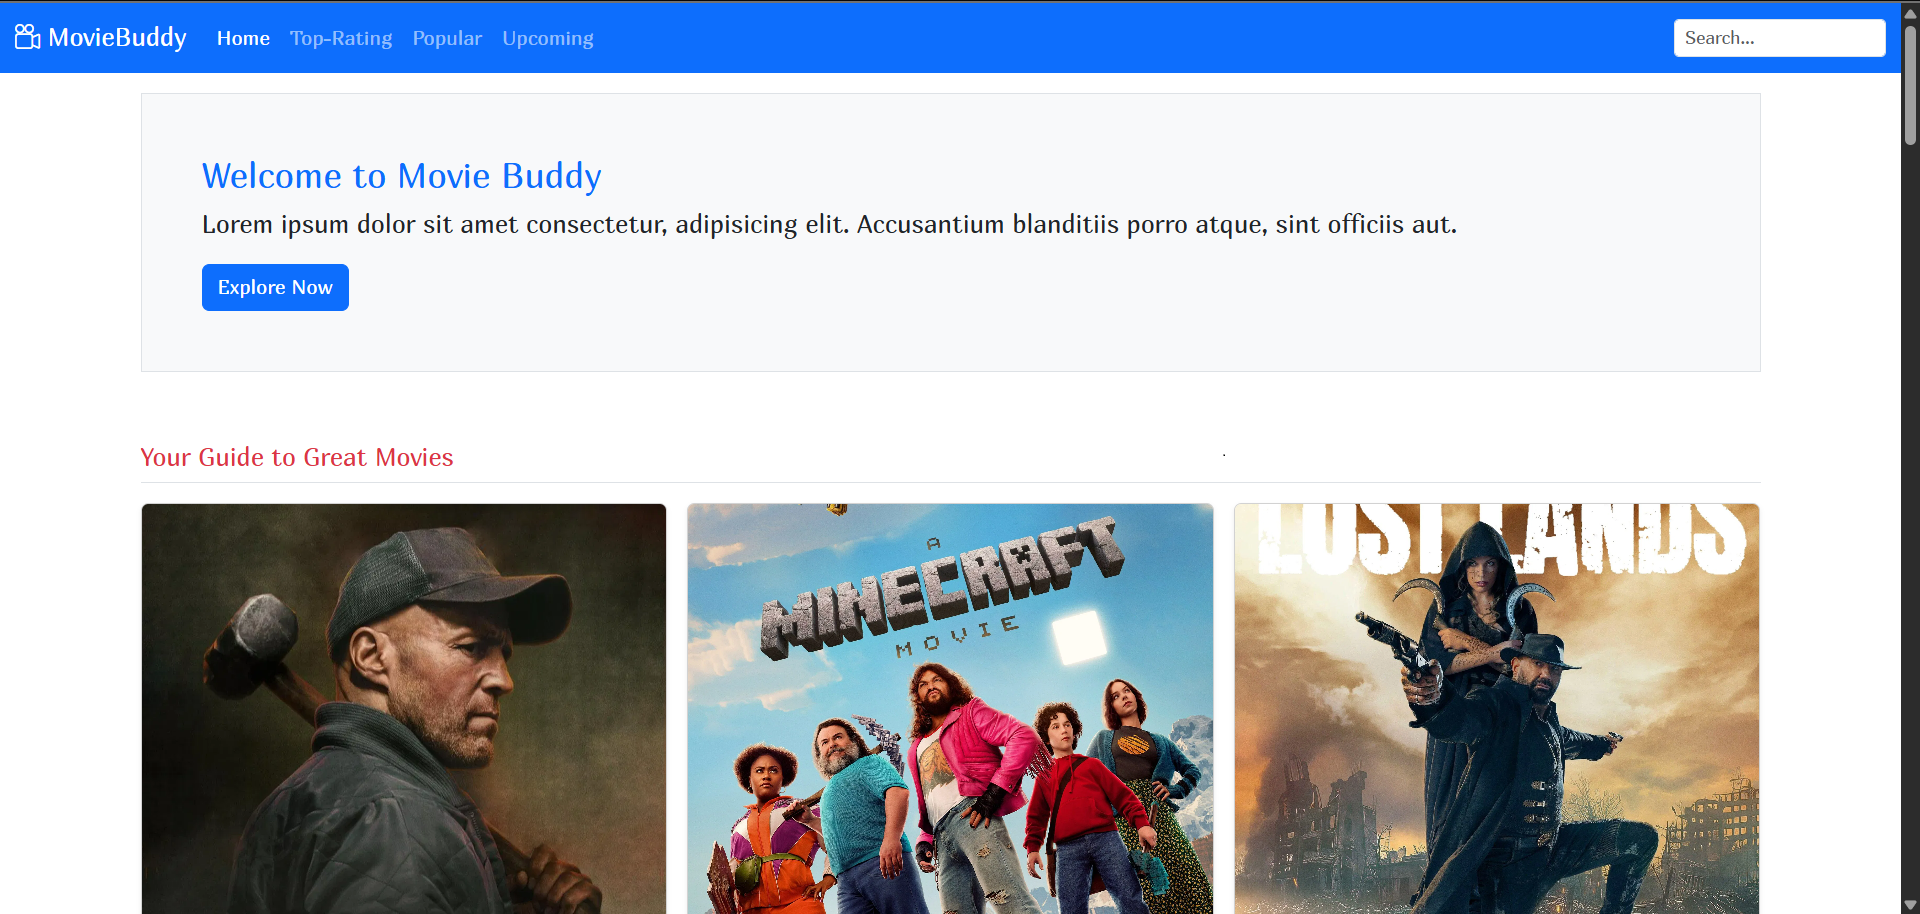 MovieBuddy Home Top-Rating Popular Upcoming Search...
Welcome to Movie Buddy
Lorem ipsum dolor sit amet consectetur, adipisicing elit. Accusantium blanditiis porro atque, sint officiis aut.
Explore Now
Your Guide to Great Movies
A
MINECRAFT
MOVIE
LOST LANDS